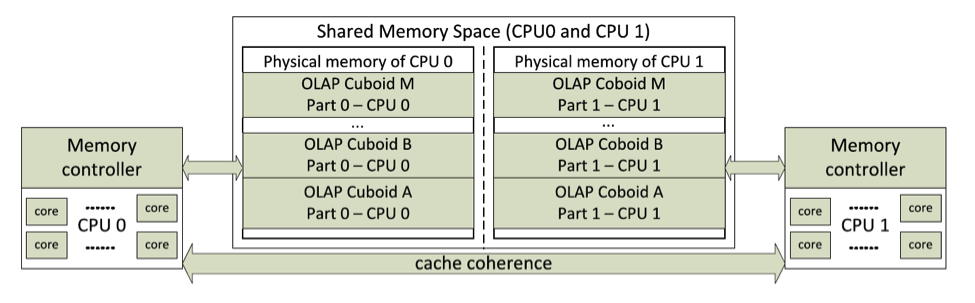 Shared Memory Space (CPU0 and CPU 1)
Physical memory of CPU 0
OLAP Cuboid M
Part 0 – CPU 0
...
OLAP Cuboid B
Part 0 – CPU 0
OLAP Cuboid A
Part 0 – CPU 0
Physical memory of CPU 1
OLAP Coboid M
Part 1 – CPU 1
...
OLAP Coboid B
Part 1 – CPU 1
OLAP Coboid A
Part 1 – CPU 1
Memory
controller
core ...... core
CPU 0
core ...... core
Memory
controller
core ...... core
CPU 1
core ...... core
cache coherence